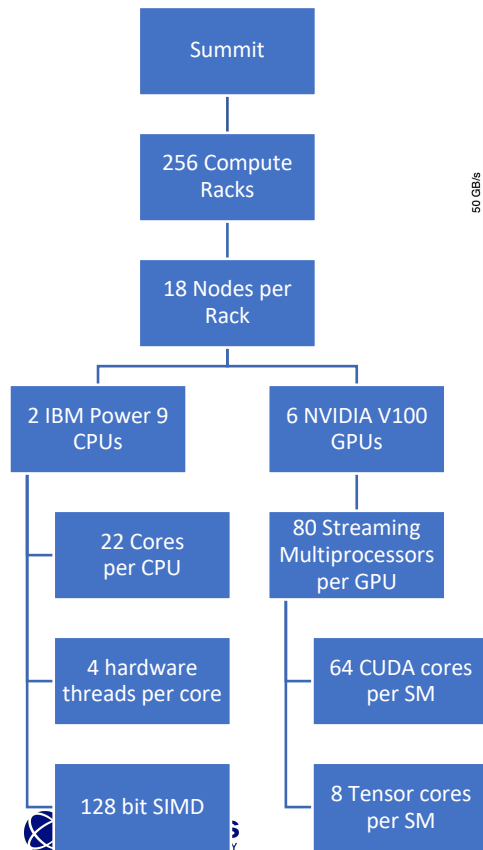 Summit
256 Compute
Racks
50 GB/s
18 Nodes per
Rack
2 IBM Power 9
CPUs
6 NVIDIA V100
GPUs
22 Cores
per CPU
80 Streaming
Multiprocessors
per GPU
4 hardware
threads per core
64 CUDA cores
per SM
128 bit SIMD
8 Tensor cores
per SM